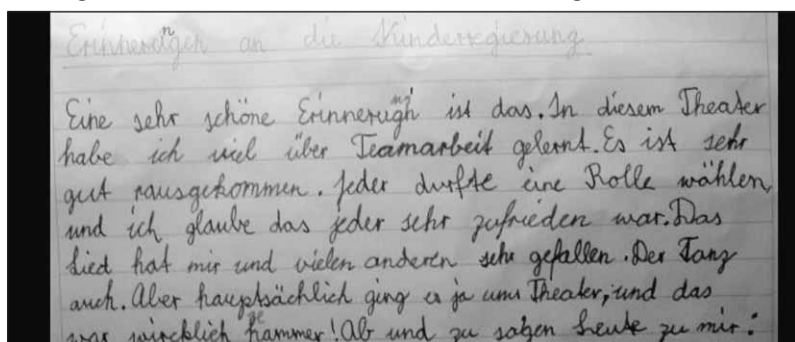 Erinnerungen an die Kinderregierung
Eine sehr schöne Erinnerugn ist das. In diesem Theater
habe ich viel über Teamarbeit gelernt. Es ist sehr
gut rausgekommen. Jeder durfte eine Rolle wählen,
und ich glaube das jeder sehr zufrieden war. Das
Lied hat mir und vielen anderen sehr gefallen. Der Tanz
auch. Aber hauptsächlich ging es ja ums Theater, und das
war wircklich hammer! Ab und zu sagen Leute zu mir: